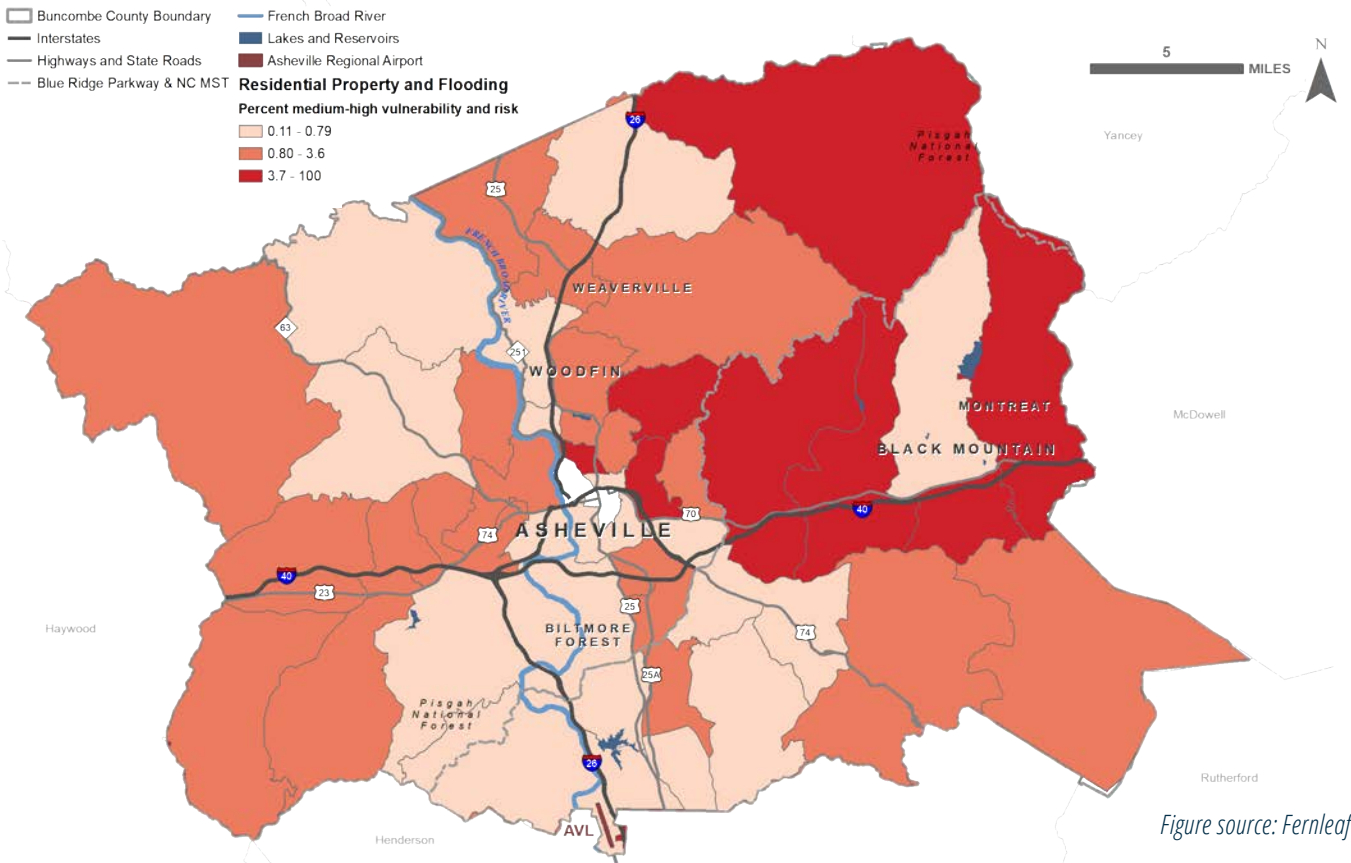 Buncombe County Boundary
Interstates
Highways and State Roads
Blue Ridge Parkway & NC MST
French Broad River
Lakes and Reservoirs
Asheville Regional Airport
Residential Property and Flooding
Percent medium-high vulnerability and risk
0.11 - 0.79
0.80 - 3.6
3.7 - 100
5
MILES
N
26
Pisgah
National
Forest
Yancey
25
FRENCH BROAD RIVER
WEAVERVILLE
63
251
WOODFIN
MONTREAT
McDowell
BLACK MOUNTAIN
40
70
ASHEVILLE
74
40
23
25
BILTMORE
FOREST
74
Haywood
25A
Pisgah
National
Forest
26
Rutherford
AVL
Henderson
Figure source: Fernleaf